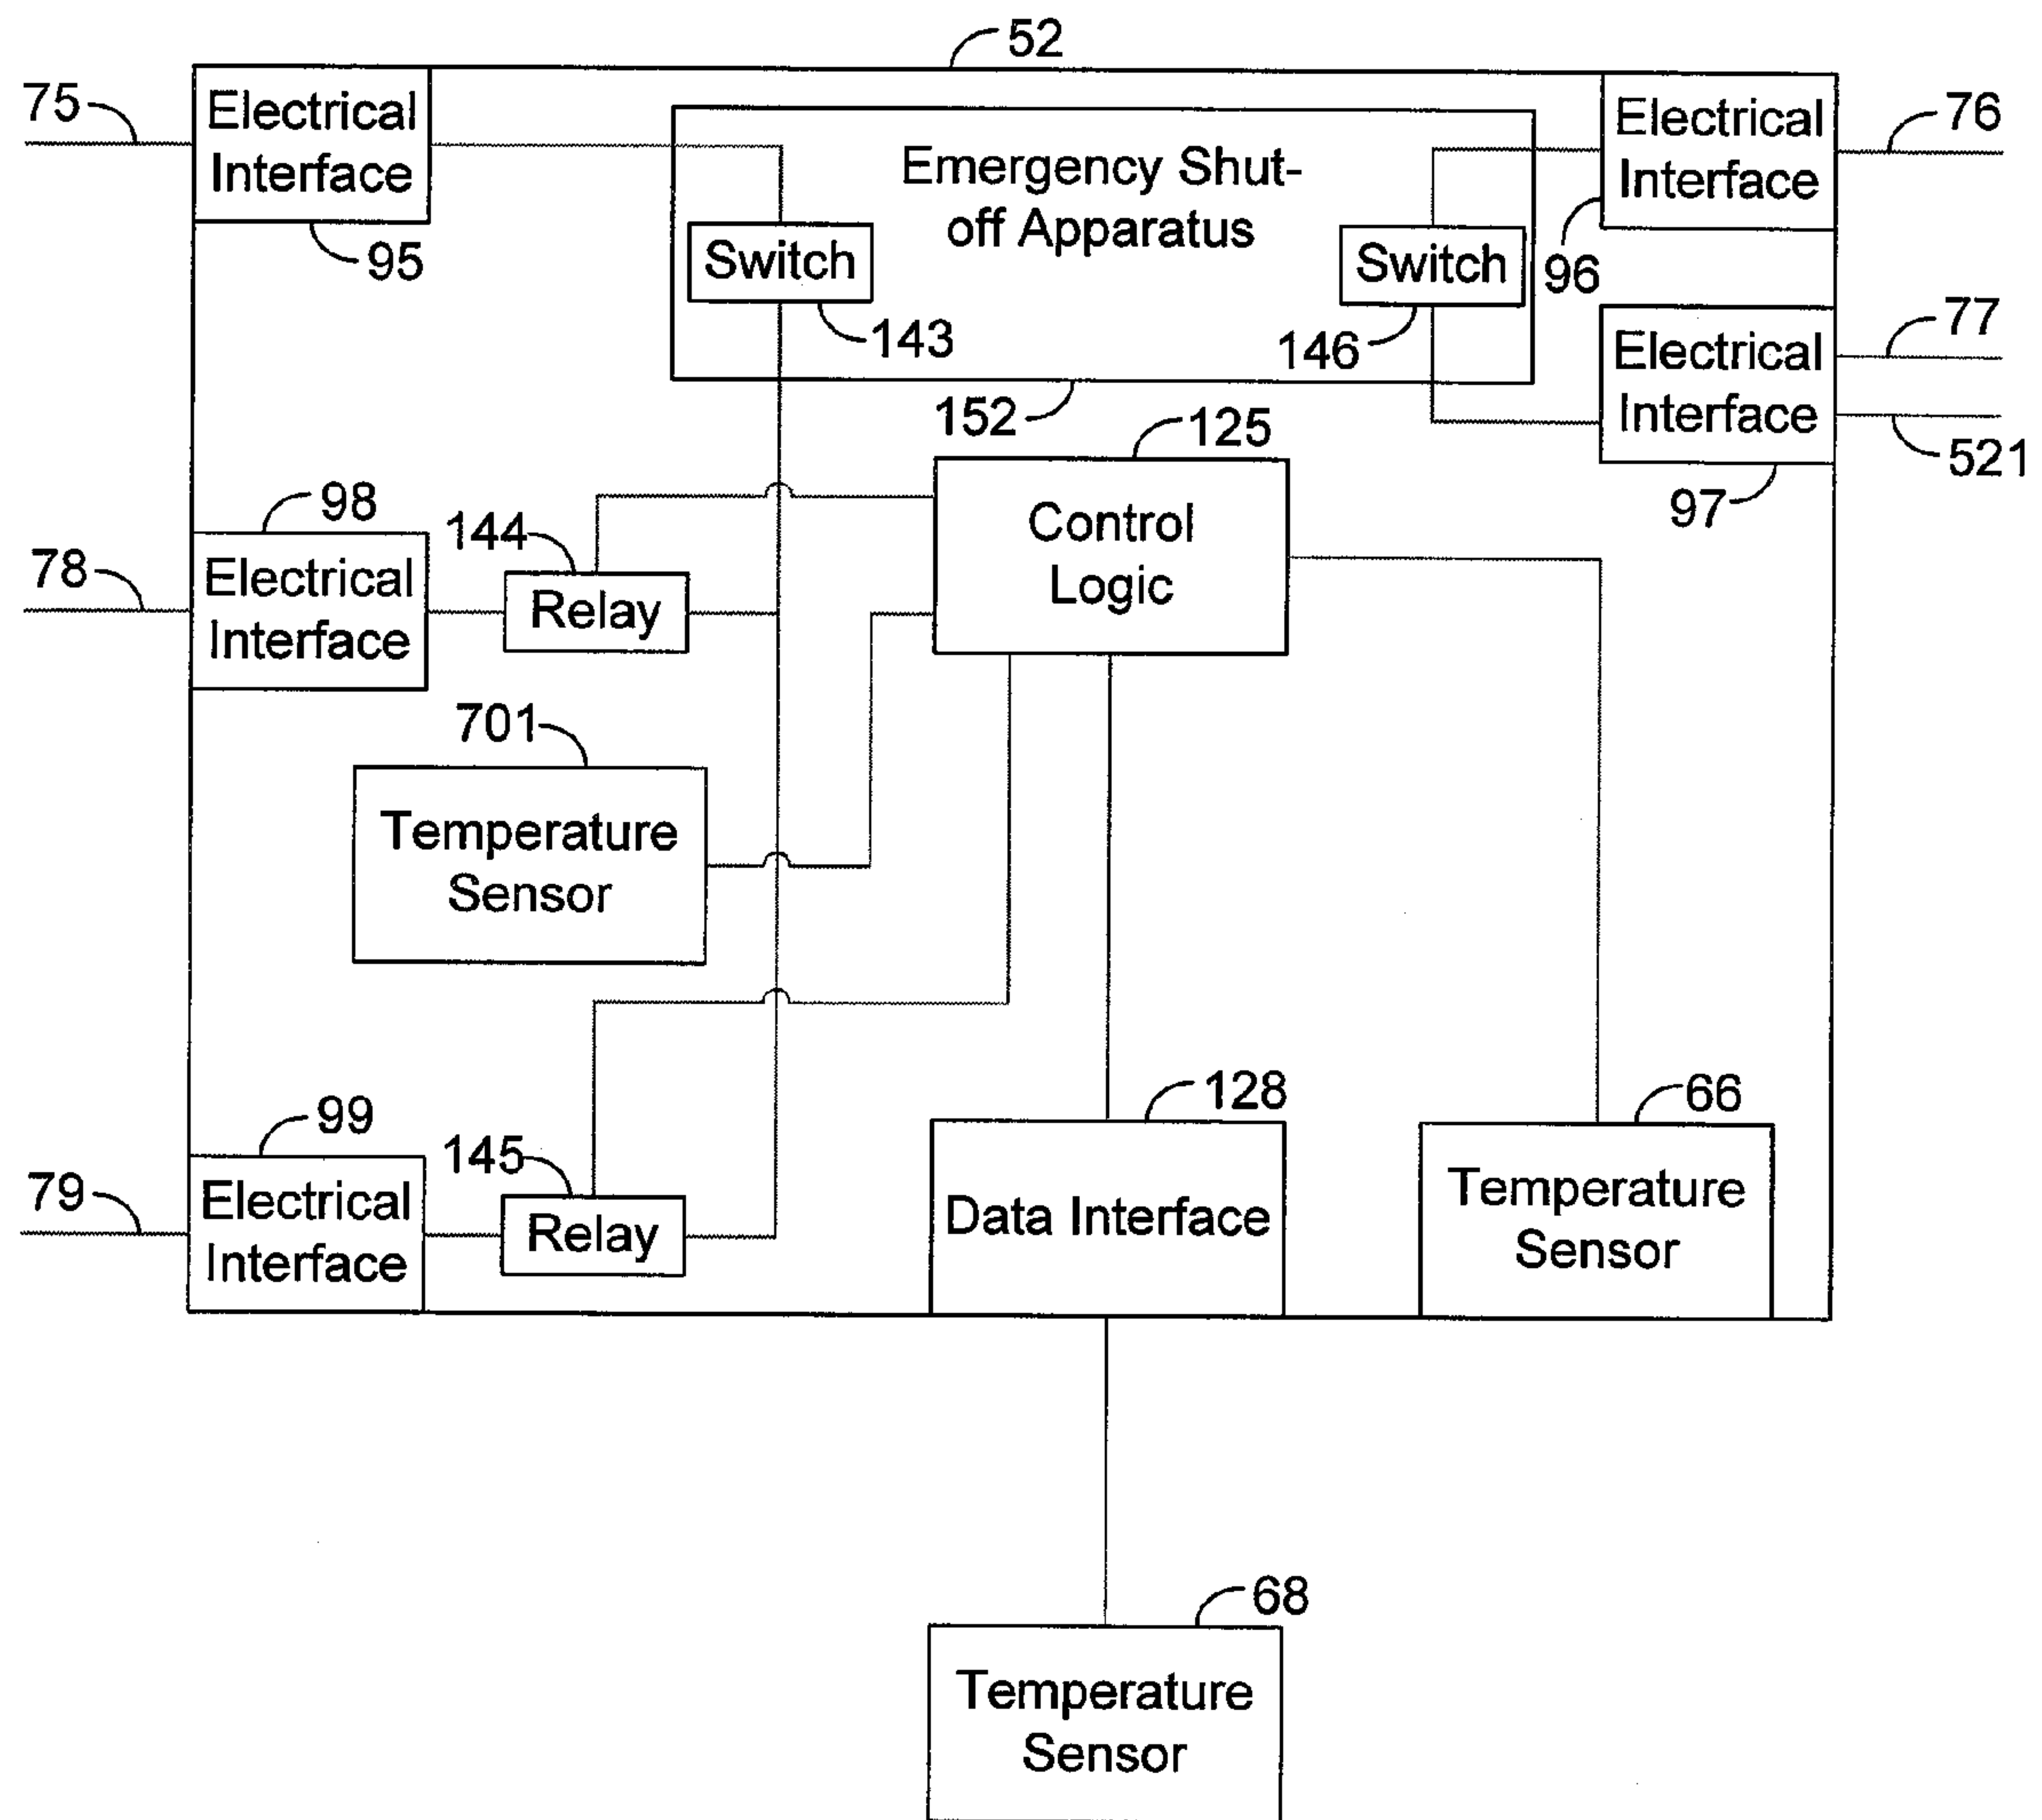 52
75
Electrical
Interface
95
Emergency Shut-
off Apparatus
Switch
143
Switch
146
152
Electrical
Interface
76
96
Electrical
Interface
77
521
97
125
Control
Logic
98
78
Electrical
Interface
144
Relay
701
Temperature
Sensor
99
79
Electrical
Interface
145
Relay
128
Data Interface
66
Temperature
Sensor
68
Temperature
Sensor